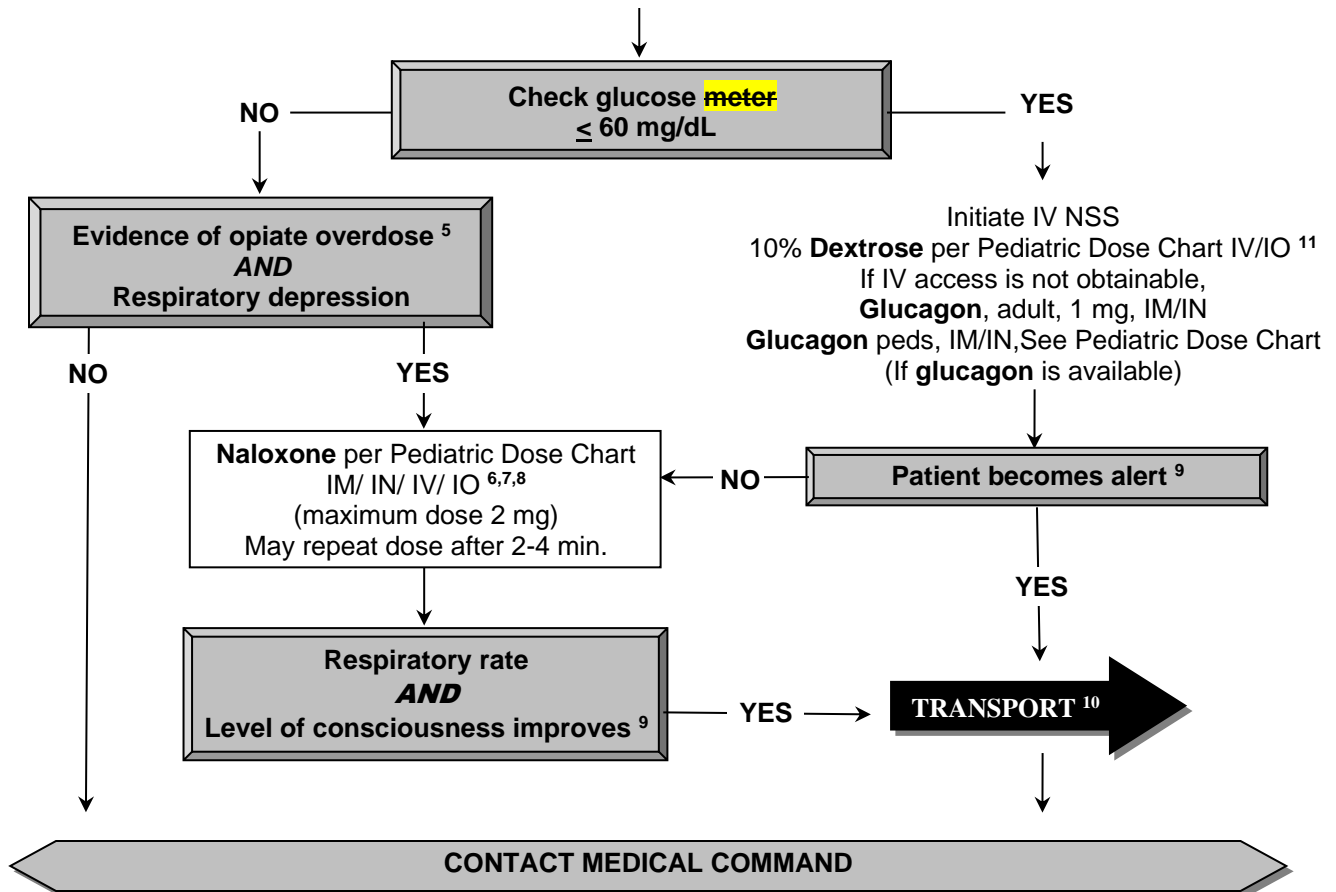 Check glucose meter
≤ 60 mg/dL
NO
YES
Evidence of opiate overdose 5
AND
Respiratory depression
Initiate IV NSS
10% Dextrose per Pediatric Dose Chart IV/IO 11
If IV access is not obtainable,
Glucagon, adult, 1 mg, IM/IN
Glucagon peds, IM/IN,See Pediatric Dose Chart
(If glucagon is available)
NO
YES
Naloxone per Pediatric Dose Chart
IM/ IN/ IV/ IO 6,7,8
(maximum dose 2 mg)
May repeat dose after 2-4 min.
NO
Patient becomes alert 9
YES
Respiratory rate
AND
Level of consciousness improves 9
YES
TRANSPORT 10
CONTACT MEDICAL COMMAND